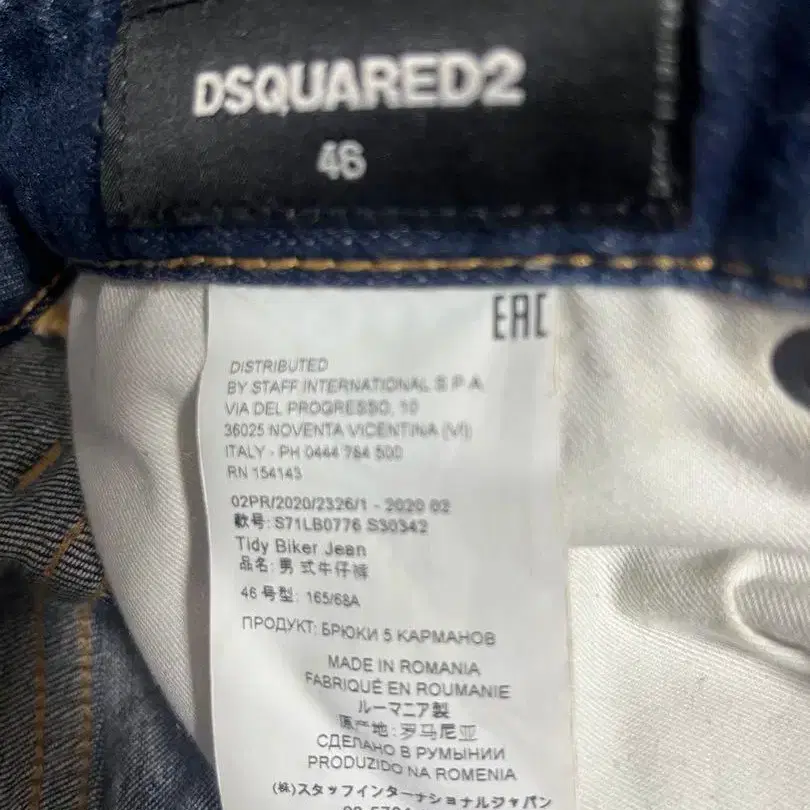 DSQUARED2
46
EAC
DISTRIBUTED
BY STAFF INTERNATIONAL S.P.A.
VIA DEL PROGRESSO, 10
36025 NOVENTA VICENTINA (VI)
ITALY - PH 0444 784 500
RN 154143
02PR/2020/2326/1 - 2020 02
款号: S71LB0776 S30342
Tidy Biker Jean
品名: 男 式牛仔裤
46 号型: 165/68A
ПРОДУКТ: БРЮКИ 5 КАРМАНОВ
MADE IN ROMANIA
FABRIQUÉ EN ROUMANIE
ルーマニア製
原产地: 罗马尼亚
СДЕЛАНО В РУМЫНИИ
PRODUZIDO NA ROMENIA
(株)スタッフインターナショナルジャパン